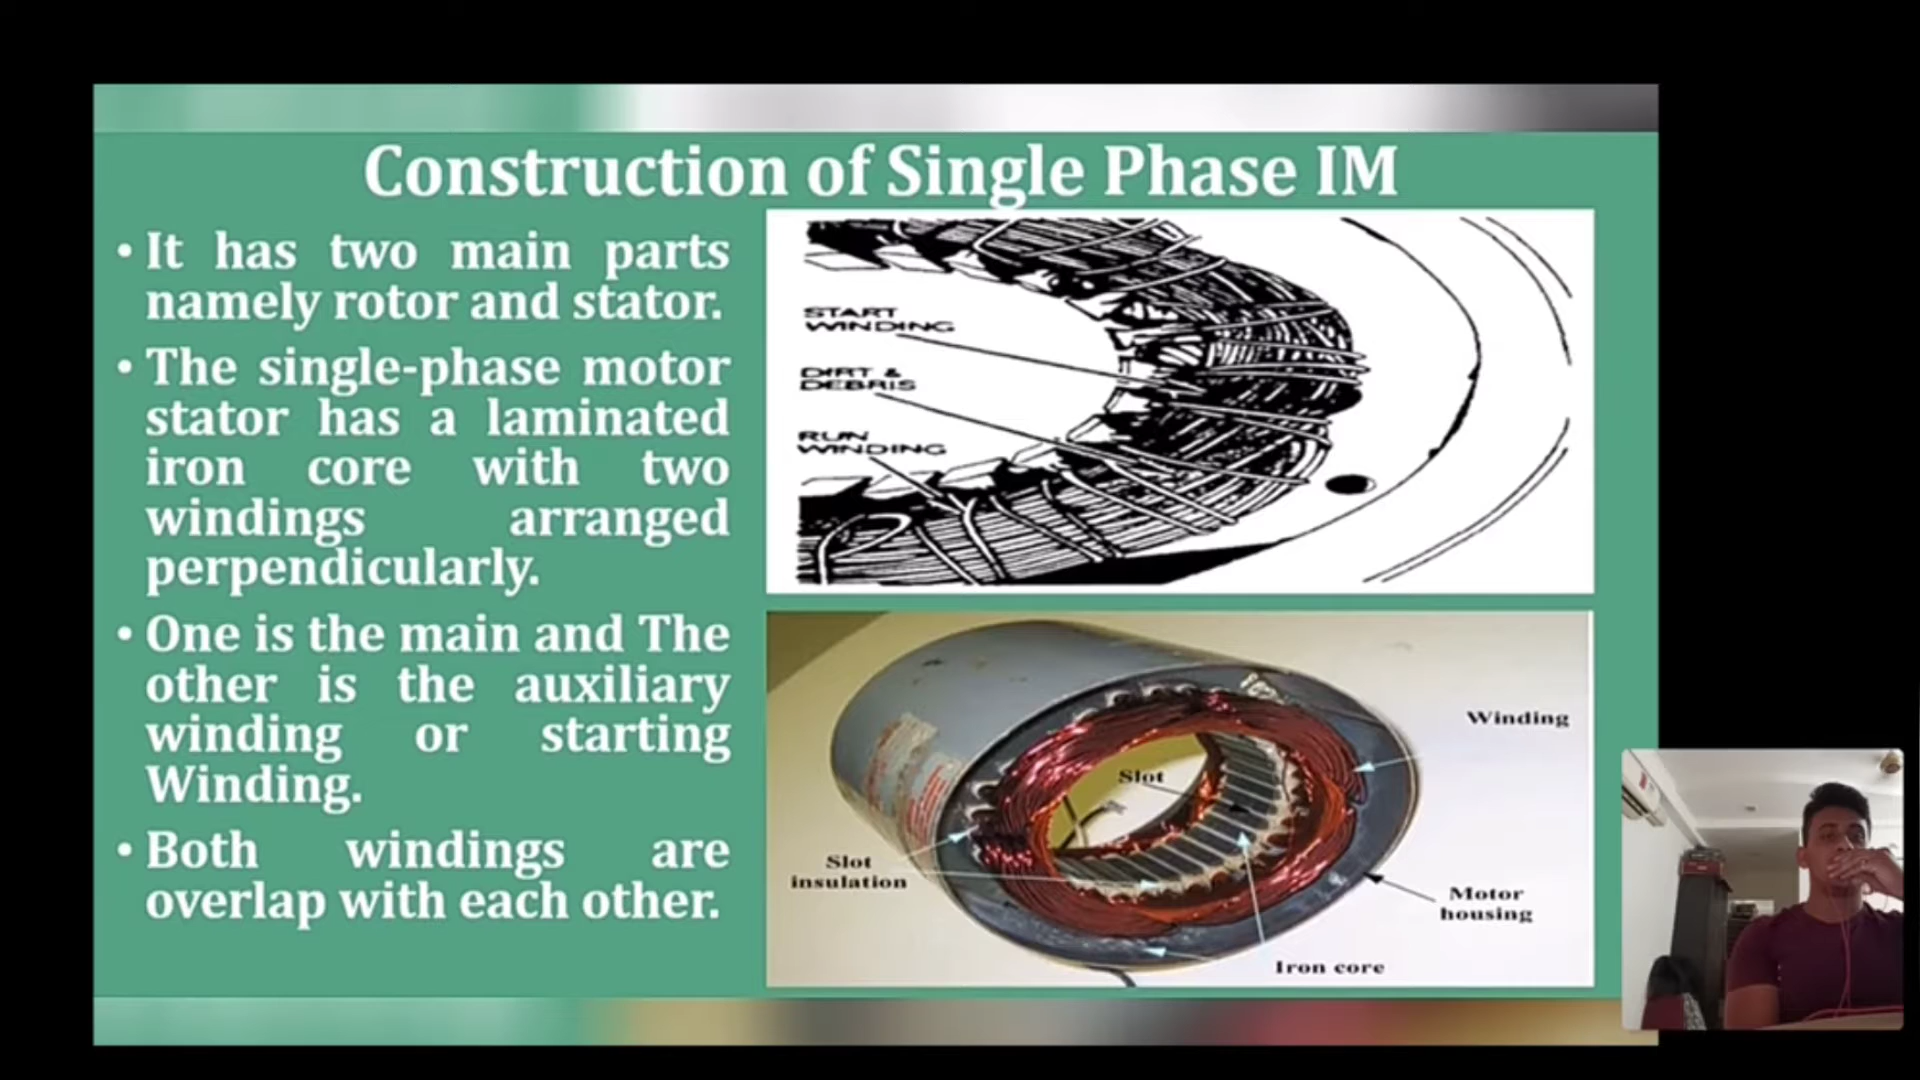 Construction of Single Phase IM
• It has two main parts
namely rotor and stator.
• The single-phase motor
stator has a laminated
iron core with two
windings arranged
perpendicularly.
• One is the main and The
other is the auxiliary
winding or starting
Winding.
• Both windings are
overlap with each other.
START
WINDING
DIRT &
DEBRIS
RUN
WINDING
Winding
Slot
Slot
insulation
Motor
housing
Iron core